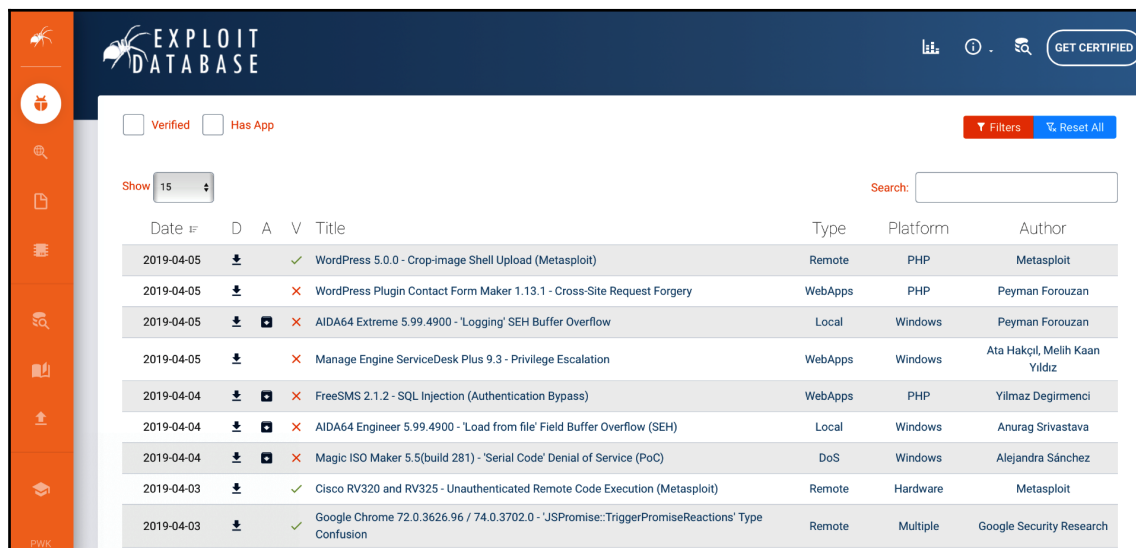 EXPLOIT
DATABASE
GET CERTIFIED
Verified Has App
Filters Reset All
Show 15 Search:
Date D A V Title Type Platform Author
2019-04-05 WordPress 5.0.0 - Crop-image Shell Upload (Metasploit) Remote PHP Metasploit
2019-04-05 WordPress Plugin Contact Form Maker 1.13.1 - Cross-Site Request Forgery WebApps PHP Peyman Forouzan
2019-04-05 AIDA64 Extreme 5.99.4900 - 'Logging' SEH Buffer Overflow Local Windows Peyman Forouzan
2019-04-05 Manage Engine ServiceDesk Plus 9.3 - Privilege Escalation WebApps Windows Ata Hakçıl, Melih Kaan
Yıldız
2019-04-04 FreeSMS 2.1.2 - SQL Injection (Authentication Bypass) WebApps PHP Yilmaz Degirmenci
2019-04-04 AIDA64 Engineer 5.99.4900 - 'Load from file' Field Buffer Overflow (SEH) Local Windows Anurag Srivastava
2019-04-04 Magic ISO Maker 5.5(build 281) - 'Serial Code' Denial of Service (PoC) DoS Windows Alejandra Sánchez
2019-04-03 Cisco RV320 and RV325 - Unauthenticated Remote Code Execution (Metasploit) Remote Hardware Metasploit
2019-04-03 Google Chrome 72.0.3626.96 / 74.0.3702.0 - 'JSPromise::TriggerPromiseReactions' Type
Confusion Remote Multiple Google Security Research
PWK